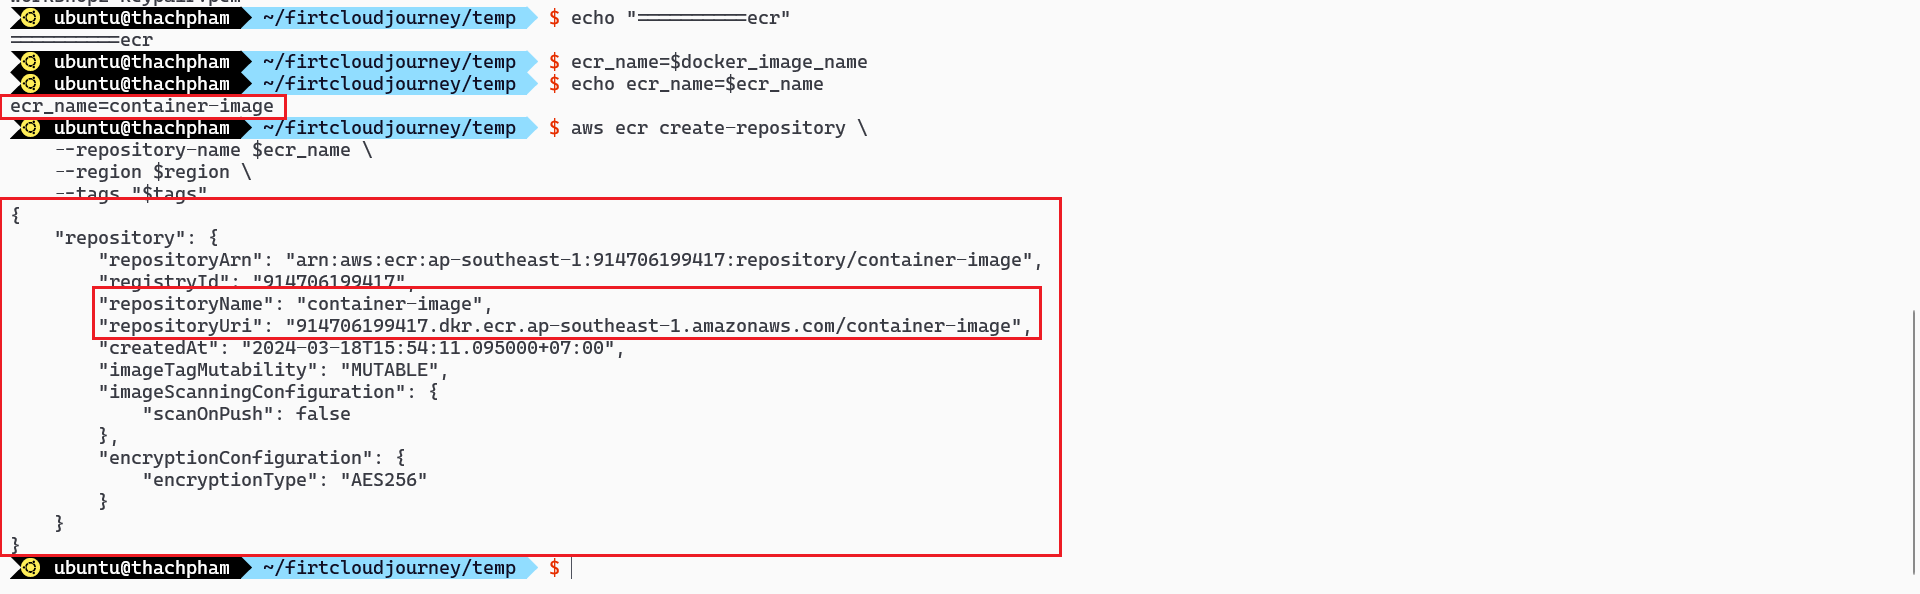 ubuntu@thachpham ~/firtcloudjourney/temp $ echo "==========ecr"
==========ecr
ubuntu@thachpham ~/firtcloudjourney/temp $ ecr_name=$docker_image_name
ubuntu@thachpham ~/firtcloudjourney/temp $ echo ecr_name=$ecr_name
ecr_name=container-image
ubuntu@thachpham ~/firtcloudjourney/temp $ aws ecr create-repository \
    --repository-name $ecr_name \
    --region $region \
    --tags "$tags"
{
    "repository": {
        "repositoryArn": "arn:aws:ecr:ap-southeast-1:914706199417:repository/container-image",
        "registryId": "914706199417",
        "repositoryName": "container-image",
        "repositoryUri": "914706199417.dkr.ecr.ap-southeast-1.amazonaws.com/container-image",
        "createdAt": "2024-03-18T15:54:11.095000+07:00",
        "imageTagMutability": "MUTABLE",
        "imageScanningConfiguration": {
            "scanOnPush": false
        },
        "encryptionConfiguration": {
            "encryptionType": "AES256"
        }
    }
}
ubuntu@thachpham ~/firtcloudjourney/temp $